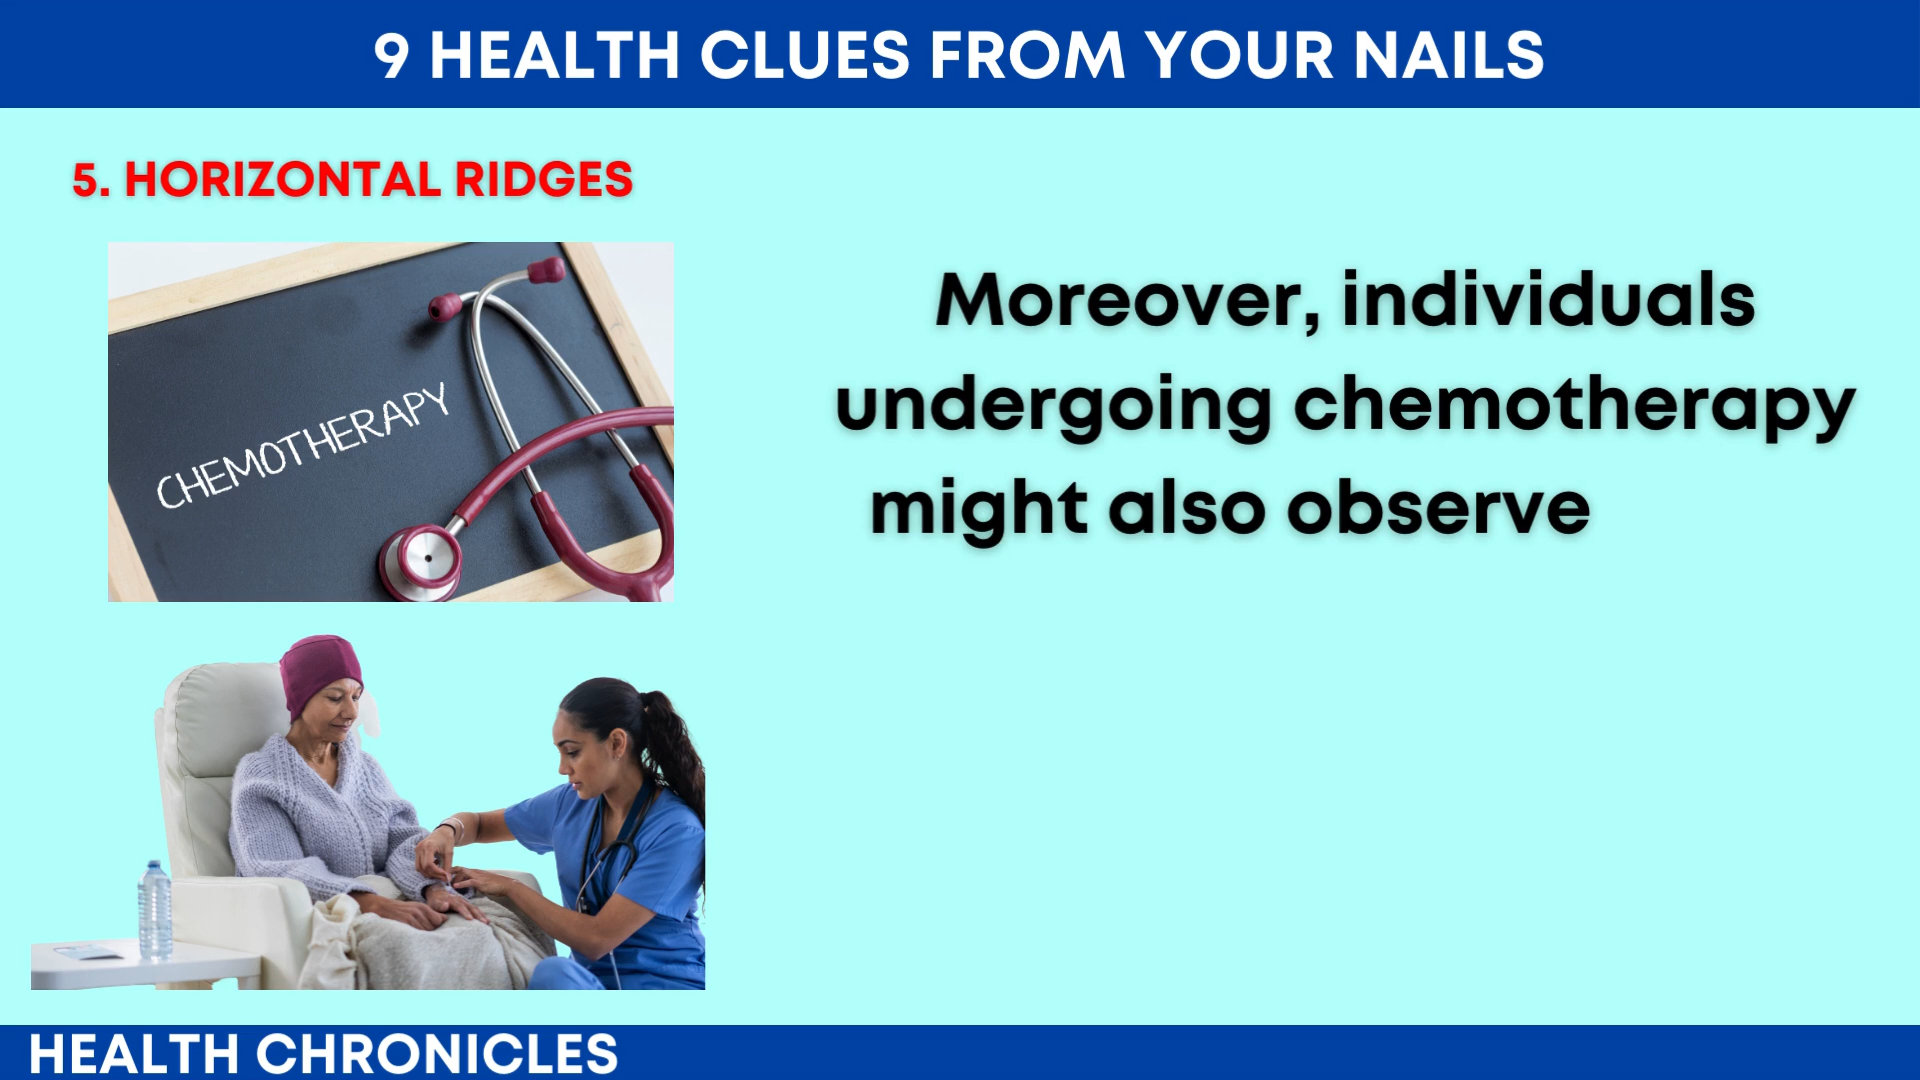 9 HEALTH CLUES FROM YOUR NAILS
5. HORIZONTAL RIDGES
CHEMOTHERAPY
Moreover, individuals
undergoing chemotherapy
might also observe
HEALTH CHRONICLES